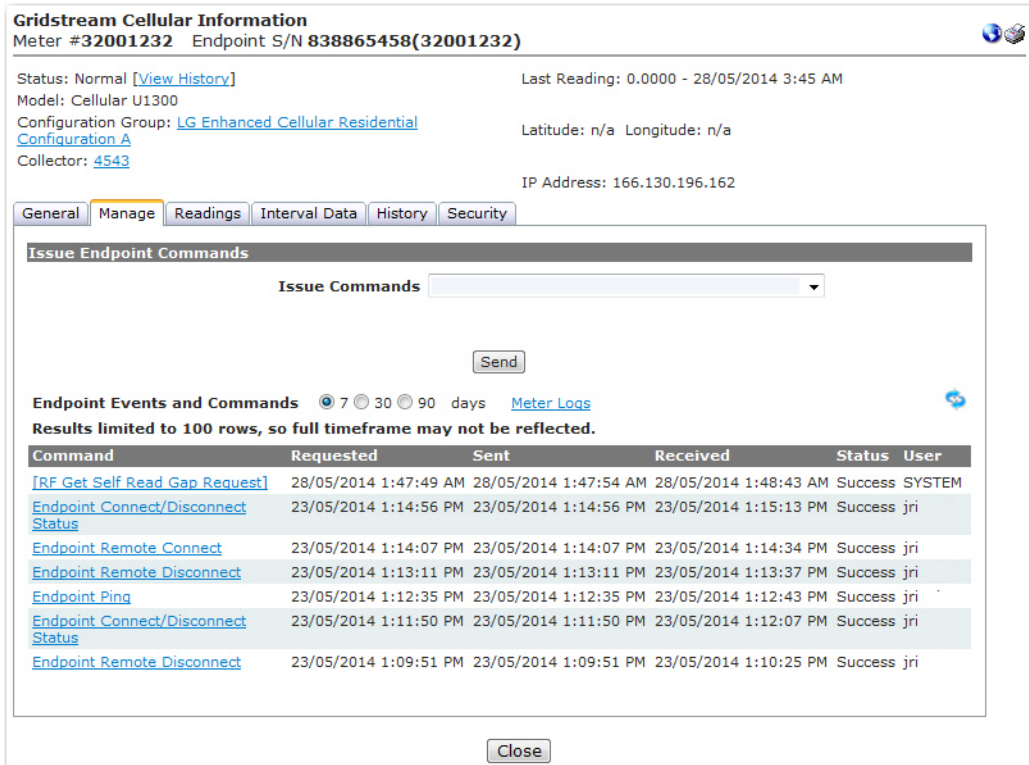 Gridstream Cellular Information
Meter #32001232 Endpoint S/N 838865458(32001232)
Status: Normal [View History]
Last Reading: 0.0000 - 28/05/2014 3:45 AM
Model: Cellular U1300
Configuration Group: LG Enhanced Cellular Residential
Configuration A
Latitude: n/a Longitude: n/a
Collector: 4543
IP Address: 166.130.196.162
General Manage Readings Interval Data History Security
Issue Endpoint Commands
Issue Commands
Send
Endpoint Events and Commands 7 30 90 days Meter Logs
Results limited to 100 rows, so full timeframe may not be reflected.
Command Requested Sent Received Status User
[RF Get Self Read Gap Request] 28/05/2014 1:47:49 AM 28/05/2014 1:47:54 AM 28/05/2014 1:48:43 AM Success SYSTEM
Endpoint Connect/Disconnect 23/05/2014 1:14:56 PM 23/05/2014 1:14:56 PM 23/05/2014 1:15:13 PM Success jri
Status
Endpoint Remote Connect 23/05/2014 1:14:07 PM 23/05/2014 1:14:07 PM 23/05/2014 1:14:34 PM Success jri
Endpoint Remote Disconnect 23/05/2014 1:13:11 PM 23/05/2014 1:13:11 PM 23/05/2014 1:13:37 PM Success jri
Endpoint Ping 23/05/2014 1:12:35 PM 23/05/2014 1:12:35 PM 23/05/2014 1:12:43 PM Success jri
Endpoint Connect/Disconnect 23/05/2014 1:11:50 PM 23/05/2014 1:11:50 PM 23/05/2014 1:12:07 PM Success jri
Status
Endpoint Remote Disconnect 23/05/2014 1:09:51 PM 23/05/2014 1:09:51 PM 23/05/2014 1:10:25 PM Success jri
Close